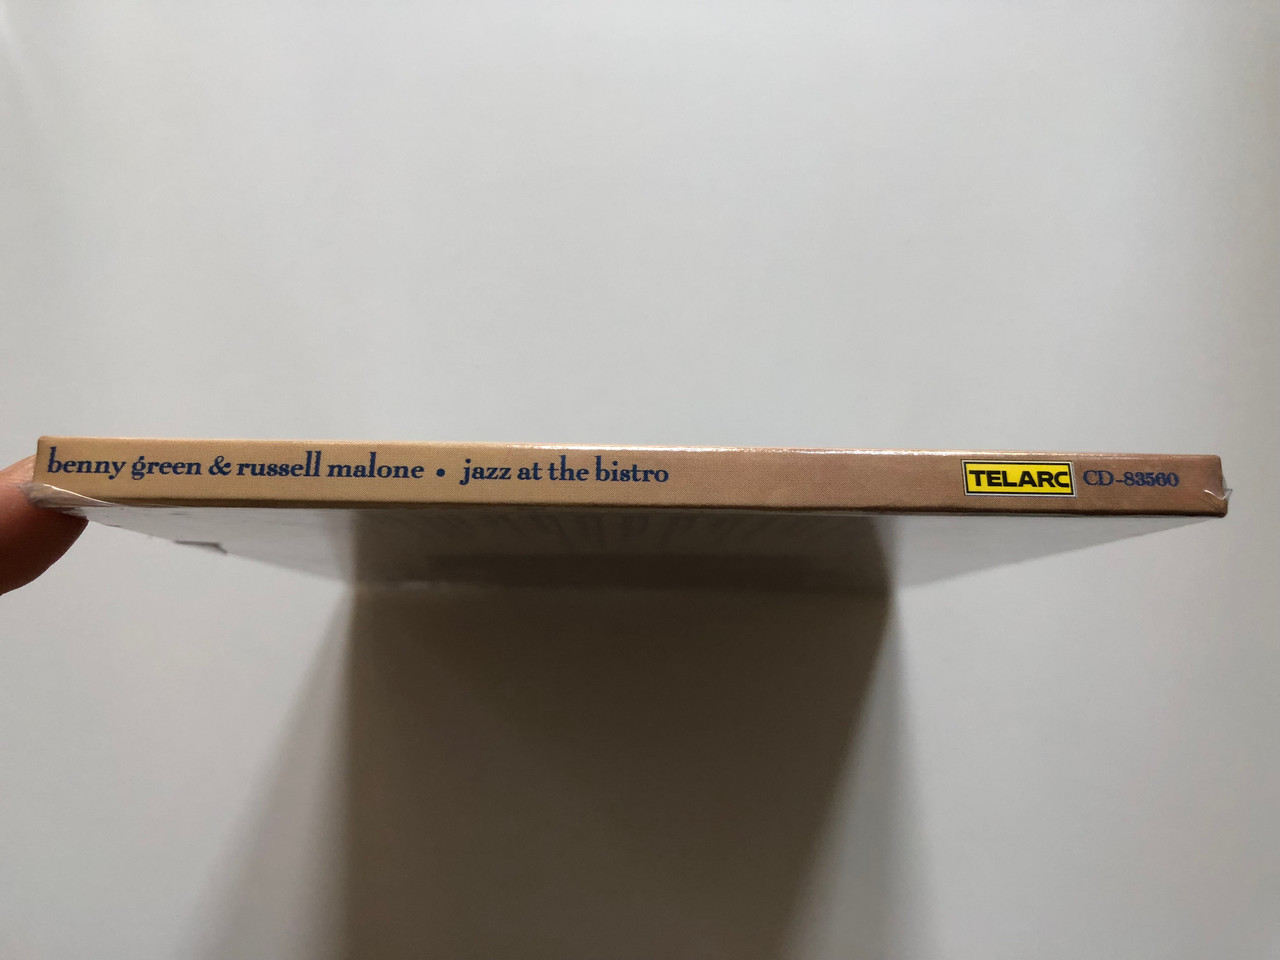 benny green & russell malone • jazz at the bistro TELARC CD-83560